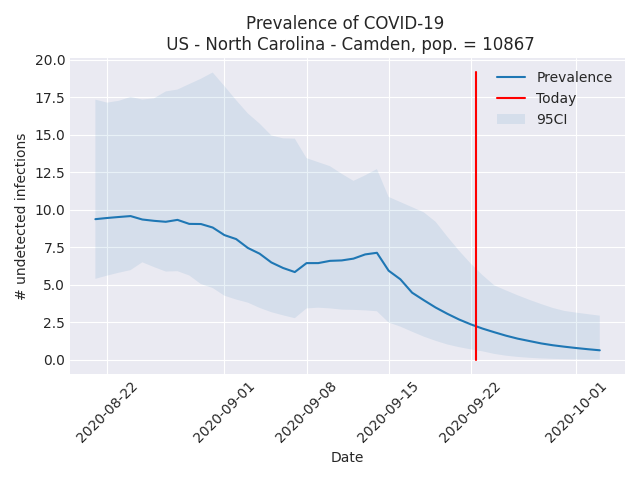 Prevalence of COVID-19
US - North Carolina - Camden, pop. = 10867
20.0
17.5
15.0
12.5
10.0
7.5
5.0
2.5
0.0
# undetected infections
Prevalence
Today
95CI
2020-08-22
2020-09-01
2020-09-08
2020-09-15
2020-09-22
2020-10-01
Date